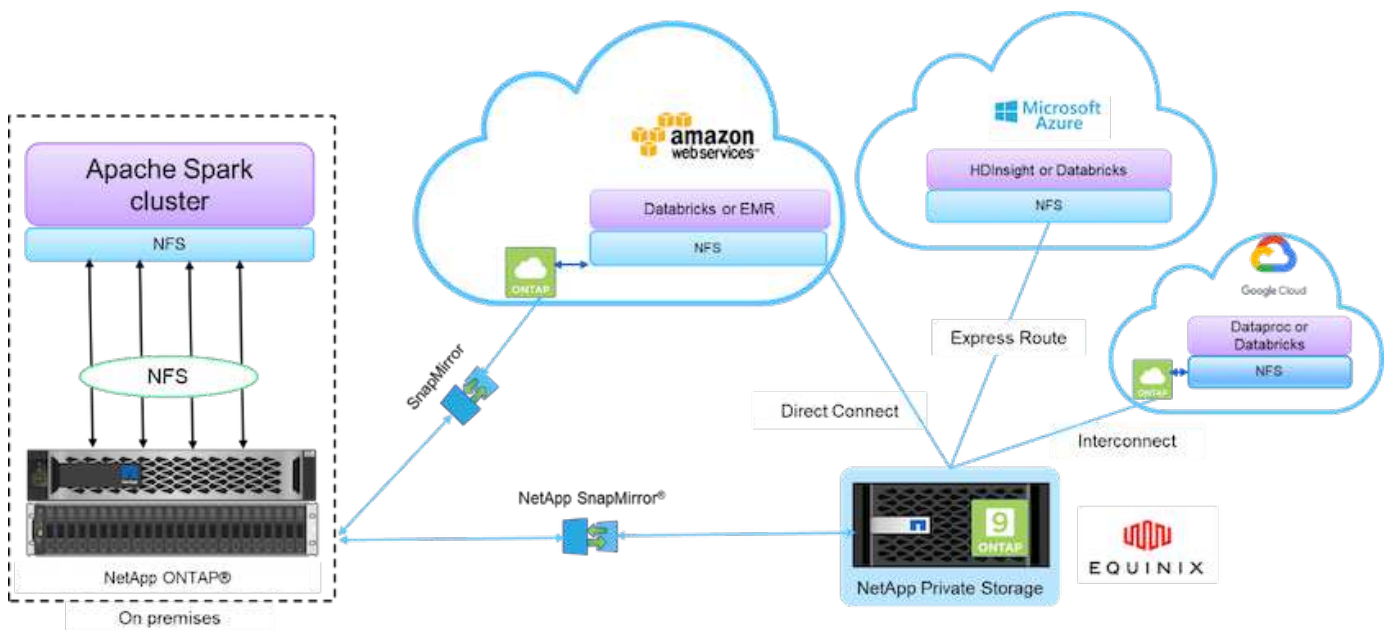 Apache Spark
cluster
NFS
NFS
NetApp ONTAP®
On premises
SnapMirror
NetApp SnapMirror®
amazon
webservices™
Databricks or EMR
NFS
ONTAP
Direct Connect
Microsoft
Azure
HDInsight or Databricks
NFS
Express Route
Google Cloud
Dataproc or
Databricks
NFS
ONTAP
Interconnect
9
ONTAP
NetApp Private Storage
EQUINIX